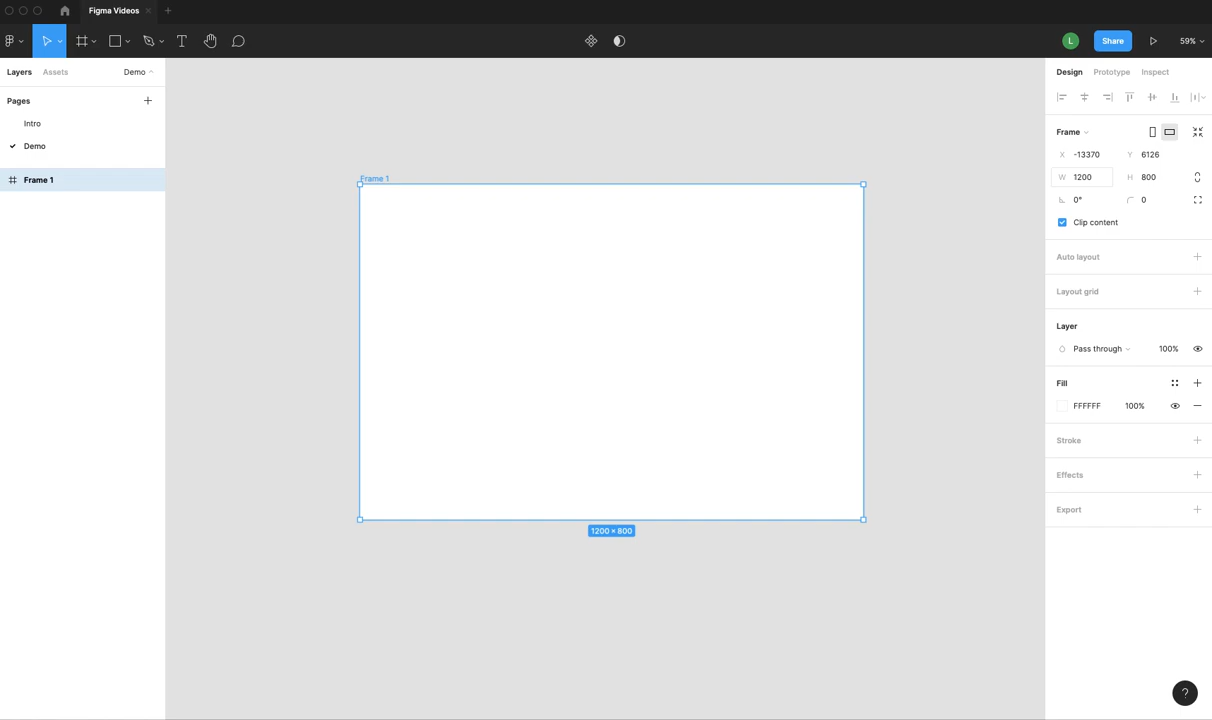 Figma Videos
L
Share
59%
Layers
Assets
Demo
Pages
Intro
Demo
Frame 1
Frame 1
1200 × 800
Design
Prototype
Inspect
Frame
X -13370
Y 6126
W 1200
H 800
0°
0
Clip content
Auto layout
Layout grid
Layer
Pass through
100%
Fill
FFFFFF
100%
Stroke
Effects
Export
?